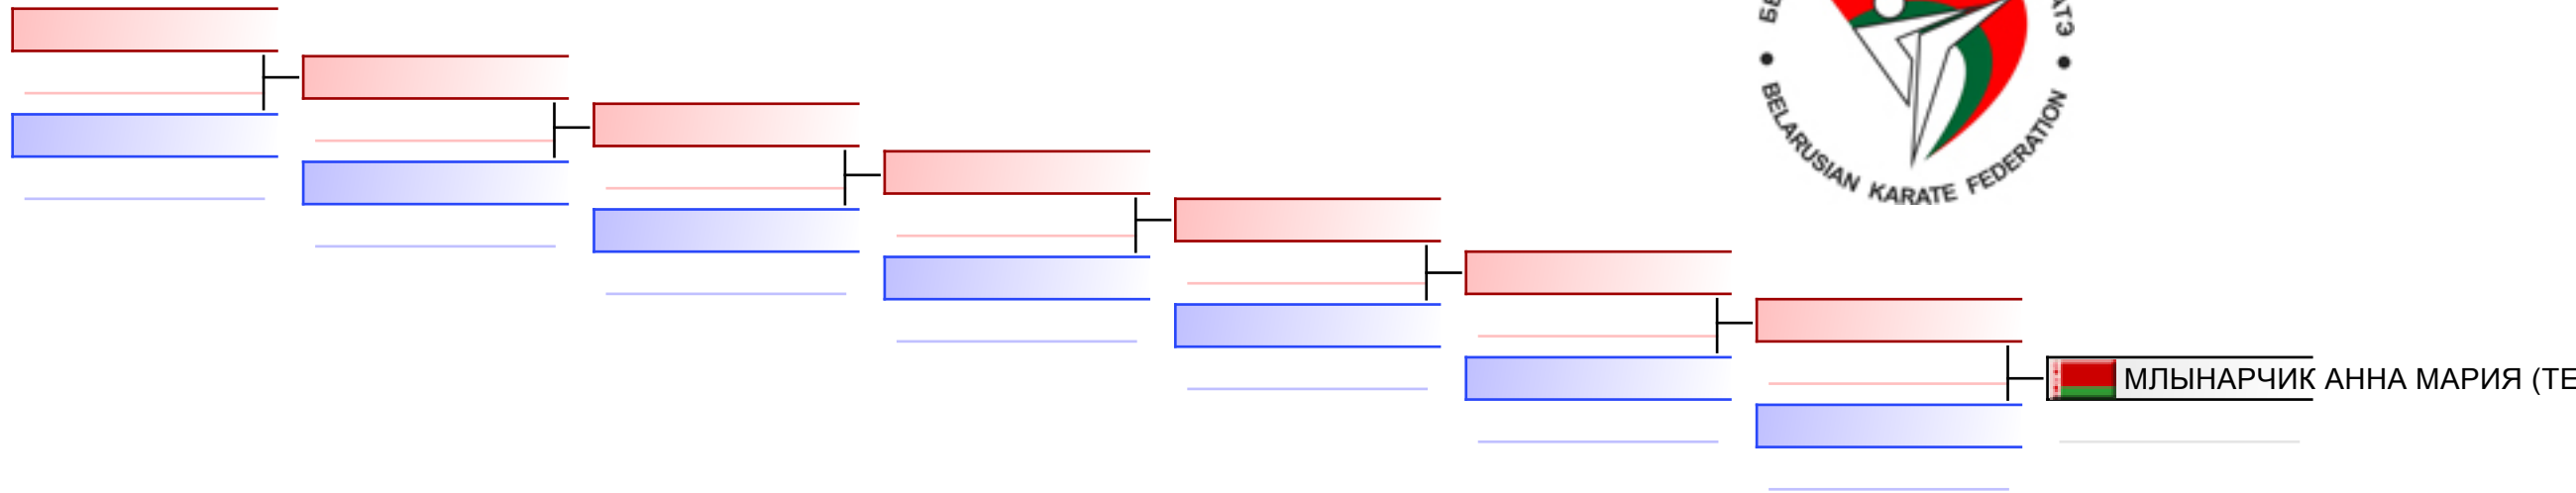 BELARUSIAN KARATE FEDERATION
МЛЫНАРЧИК АННА МАРИЯ (ТЕ